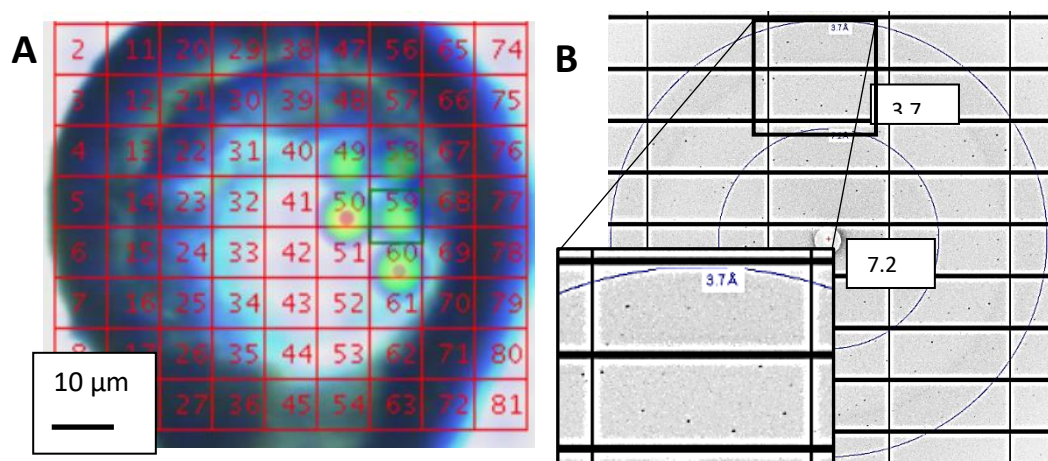 A
2 11 20 29 38 47 56 65 74
3 12 21 30 39 48 57 66 75
4 13 22 31 40 49 58 67 76
5 14 23 32 41 50 59 68 77
6 15 24 33 42 51 60 69 78
7 16 25 34 43 52 61 70 79
26 35 44 53 62 71 80
27 36 45 54 63 72 81
10 µm
B
3.7Å
3.7
7.2
3.7Å